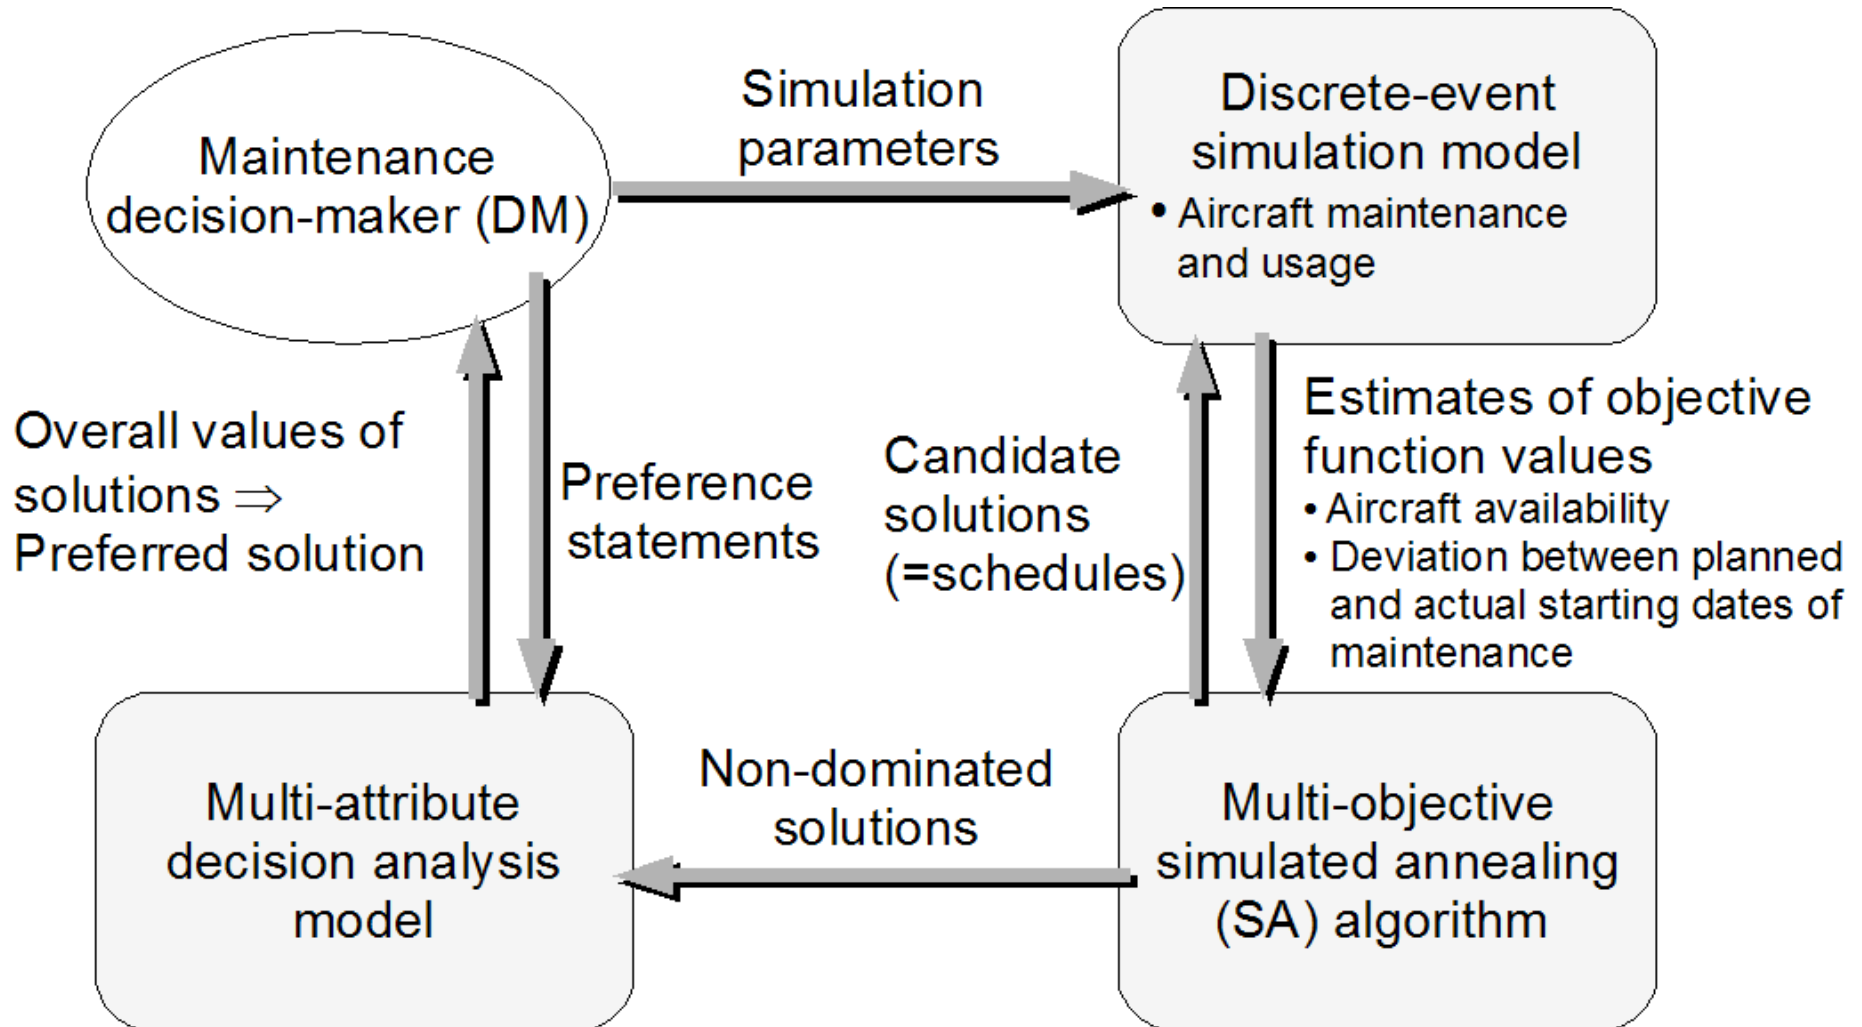 Maintenance
decision-maker (DM)
Simulation
parameters
Discrete-event
simulation model
• Aircraft maintenance
and usage
Overall values of
solutions ⇒
Preferred solution
Preference
statements
Candidate
solutions
(=schedules)
Estimates of objective
function values
• Aircraft availability
• Deviation between planned
and actual starting dates of
maintenance
Multi-attribute
decision analysis
model
Non-dominated
solutions
Multi-objective
simulated annealing
(SA) algorithm